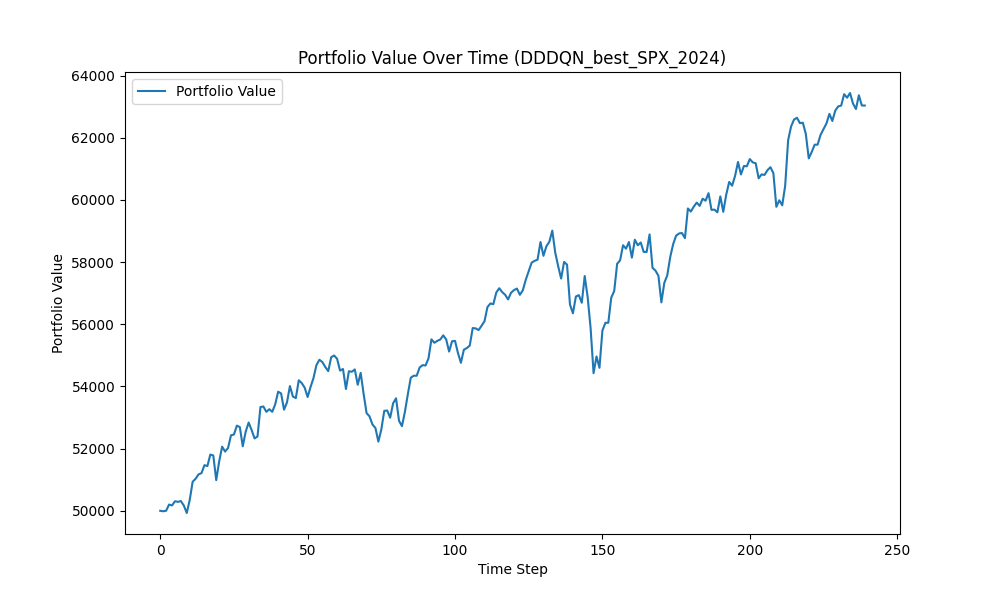 Portfolio Value Over Time (DDDQN_best_SPX_2024)
Portfolio Value
64000
62000
60000
58000
56000
54000
52000
50000
Portfolio Value
0 50 100 150 200 250
Time Step